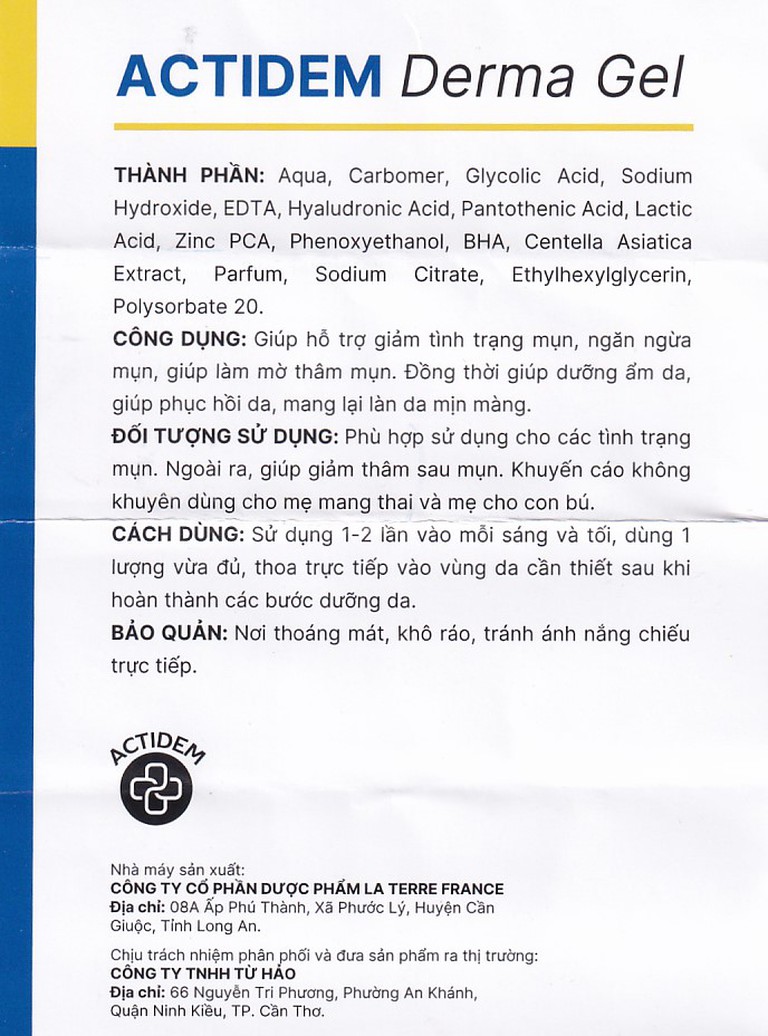 ACTIDEM Derma Gel
THÀNH PHẦN: Aqua, Carbomer, Glycolic Acid, Sodium
Hydroxide, EDTA, Hyaludronic Acid, Pantothenic Acid, Lactic
Acid, Zinc PCA, Phenoxyethanol, BHA, Centella Asiatica
Extract, Parfum, Sodium Citrate, Ethylhexylglycerin,
Polysorbate 20.
CÔNG DỤNG: Giúp hỗ trợ giảm tình trạng mụn, ngăn ngừa
mụn, giúp làm mờ thâm mụn. Đồng thời giúp dưỡng ẩm da,
giúp phục hồi da, mang lại làn da mịn màng.
ĐỐI TƯỢNG SỬ DỤNG: Phù hợp sử dụng cho các tình trạng
mụn. Ngoài ra, giúp giảm thâm sau mụn. Khuyến cáo không
khuyên dùng cho mẹ mang thai và mẹ cho con bú.
CÁCH DÙNG: Sử dụng 1-2 lần vào mỗi sáng và tối, dùng 1
lượng vừa đủ, thoa trực tiếp vào vùng da cần thiết sau khi
hoàn thành các bước dưỡng da.
BẢO QUẢN: Nơi thoáng mát, khô ráo, tránh ánh nắng chiếu
trực tiếp.
ACTIDEM
Nhà máy sản xuất:
CÔNG TY CỔ PHẦN DƯỢC PHẨM LA TERRE FRANCE
Địa chỉ: 08A Ấp Phú Thành, Xã Phước Lý, Huyện Cần
Giuộc, Tỉnh Long An.
Chịu trách nhiệm phân phối và đưa sản phẩm ra thị trường:
CÔNG TY TNHH TỪ HẢO
Địa chỉ: 66 Nguyễn Tri Phương, Phường An Khánh,
Quận Ninh Kiều, TP. Cần Thơ.